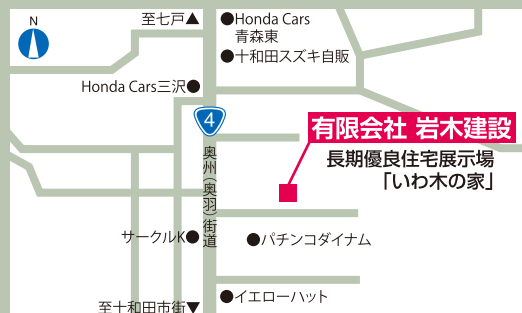 N
至七戸▲
●Honda Cars
青森東
●十和田スズキ自販
Honda Cars三沢●
4
有限会社 岩木建設
長期優良住宅展示場
「いわ木の家」
奥州(奥羽)街道
サークルK●
●パチンコダイナム
●イエローハット
至十和田市街▼